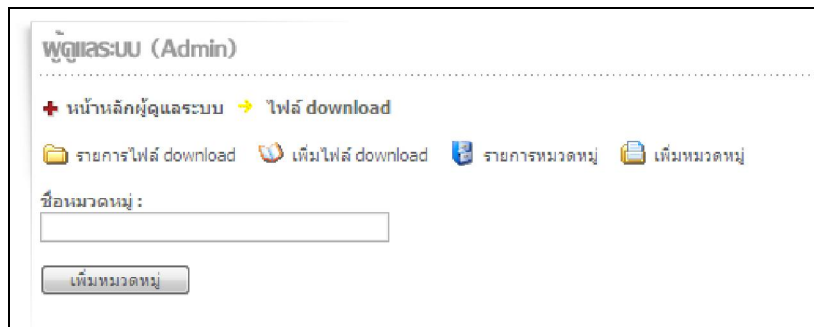 ผู้ดูแลระบบ (Admin)
หน้าหลักผู้ดูแลระบบ ไฟล์ download
รายการไฟล์ download เพิ่มไฟล์ download รายการหมวดหมู่ เพิ่มหมวดหมู่
ชื่อหมวดหมู่ :
เพิ่มหมวดหมู่